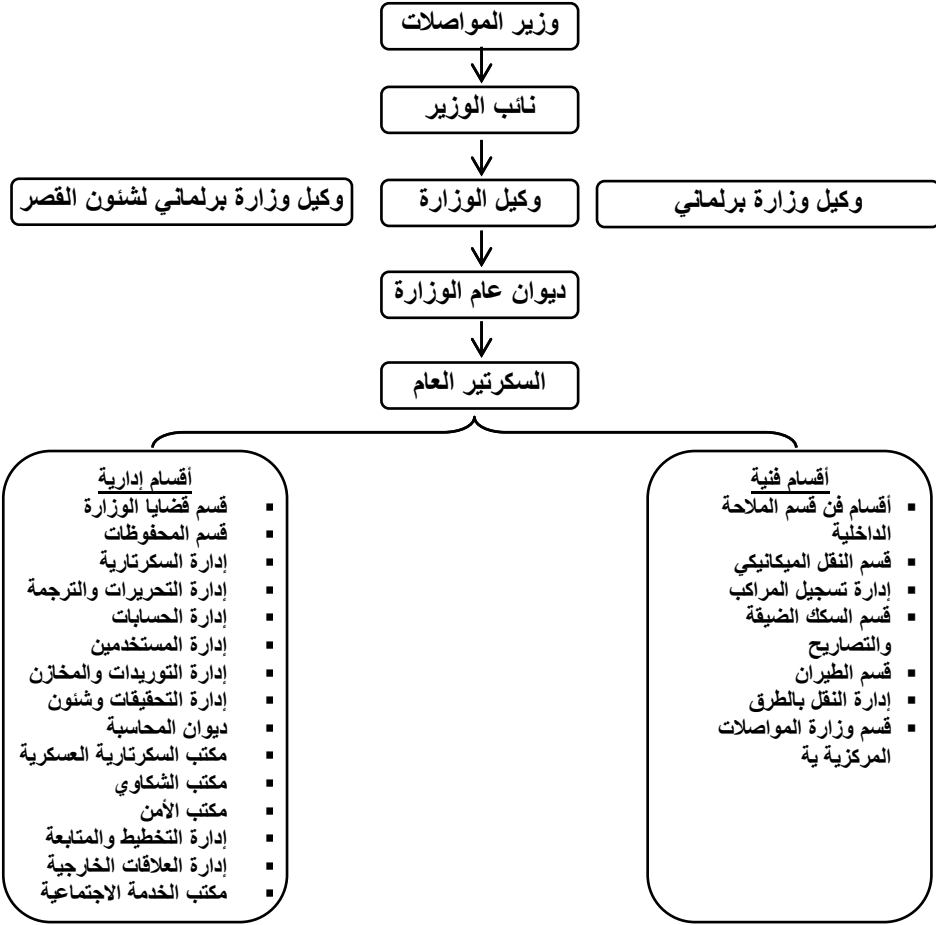 وزير المواصلات
نائب الوزير
وكيل وزارة برلماني
وكيل الوزارة
وكيل وزارة برلماني لشئون القصر
ديوان عام الوزارة
السكرتير العام
أقسام فنية
▪ أقسام فن قسم الملاحة
الداخلية
▪ قسم النقل الميكانيكي
▪ إدارة تسجيل المراكب
▪ قسم السكك الضيقة
والتصاريح
▪ قسم الطيران
▪ إدارة النقل بالطرق
▪ قسم وزارة المواصلات
المركزية ية
أقسام إدارية
▪ قسم قضايا الوزارة
▪ قسم المحفوظات
▪ إدارة السكرتارية
▪ إدارة التحريرات والترجمة
▪ إدارة الحسابات
▪ إدارة المستخدمين
▪ إدارة التوريدات والمخازن
▪ إدارة التحقيقات وشئون
▪ ديوان المحاسبة
▪ مكتب السكرتارية العسكرية
▪ مكتب الشكاوي
▪ مكتب الأمن
▪ إدارة التخطيط والمتابعة
▪ إدارة العلاقات الخارجية
▪ مكتب الخدمة الاجتماعية